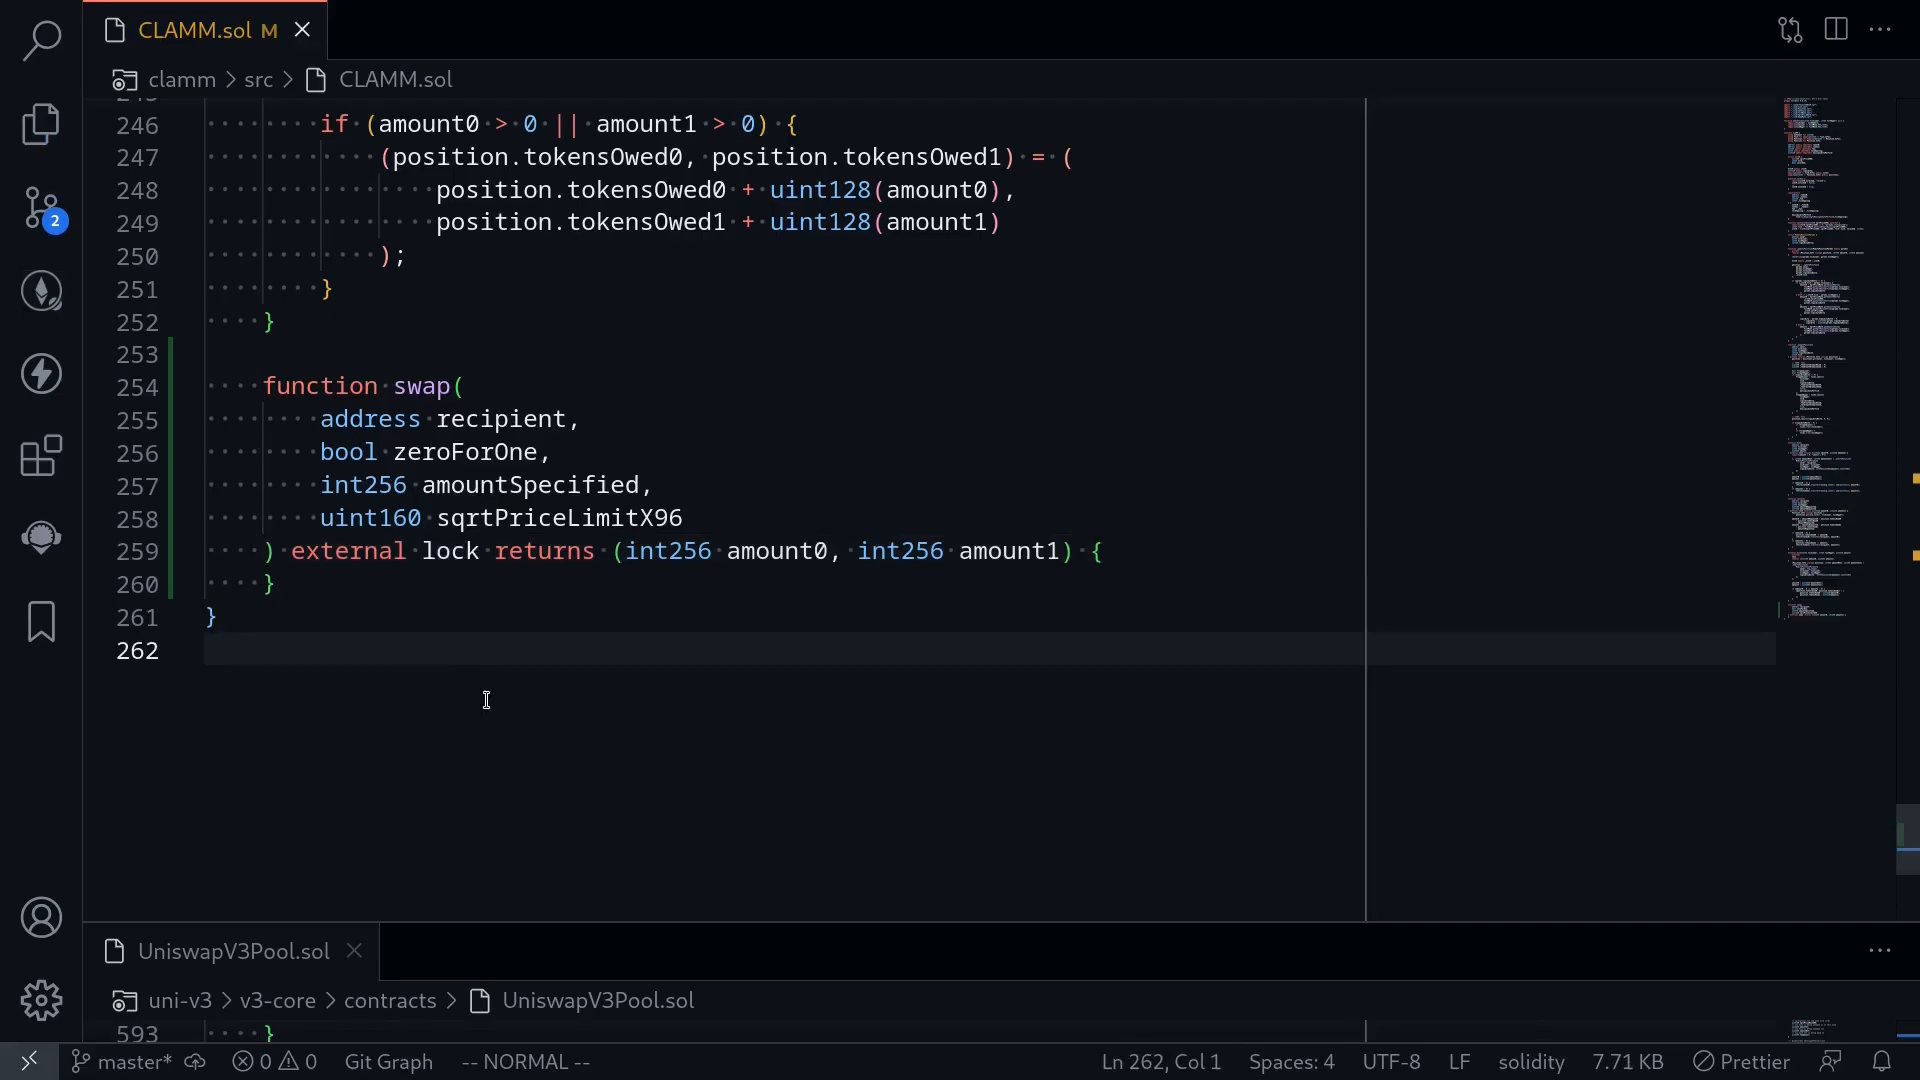 CLAMM.sol M
clamm > src > CLAMM.sol
246 if (amount0 > 0 || amount1 > 0) {
247 (position.tokensOwed0, position.tokensOwed1) = (
248 position.tokensOwed0 + uint128(amount0),
249 position.tokensOwed1 + uint128(amount1)
250 );
251 }
252 }
253
254 function swap(
255 address recipient,
256 bool zeroForOne,
257 int256 amountSpecified,
258 uint160 sqrtPriceLimitX96
259 ) external lock returns (int256 amount0, int256 amount1) {
260 }
261 }
262
2
UniswapV3Pool.sol
uni-v3 > v3-core > contracts > UniswapV3Pool.sol
593 }
master* 0 0 Git Graph -- NORMAL -- Ln 262, Col 1 Spaces: 4 UTF-8 LF solidity 7.71 KB Prettier